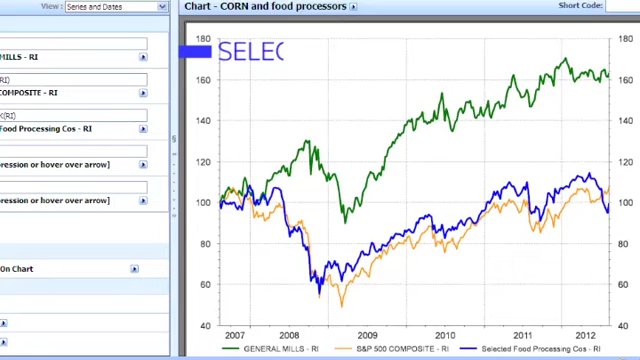 View : Series and Dates
Chart - CORN and food processors
Short Code:
MILLS - RI
(RI)
COMPOSITE - RI
K(RI)
Food Processing Cos - RI
pression or hover over arrow]
pression or hover over arrow]
On Chart
SELEC
180
180
160
160
140
140
120
120
100
100
80
80
60
60
40
40
2007 2008 2009 2010 2011 2012
GENERAL MILLS - RI S&P 500 COMPOSITE - RI Selected Food Processing Cos - RI